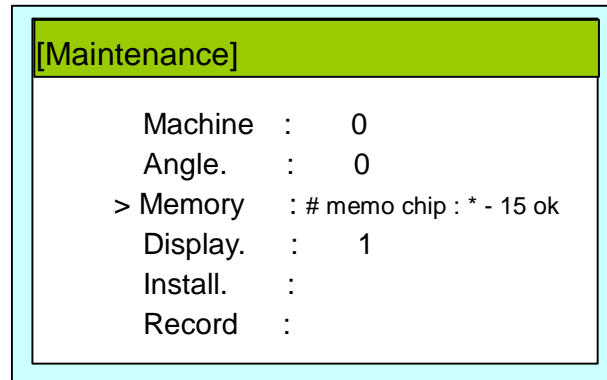 [Maintenance]
Machine : 0
Angle. : 0
> Memory : # memo chip : * - 15 ok
Display. : 1
Install. :
Record :